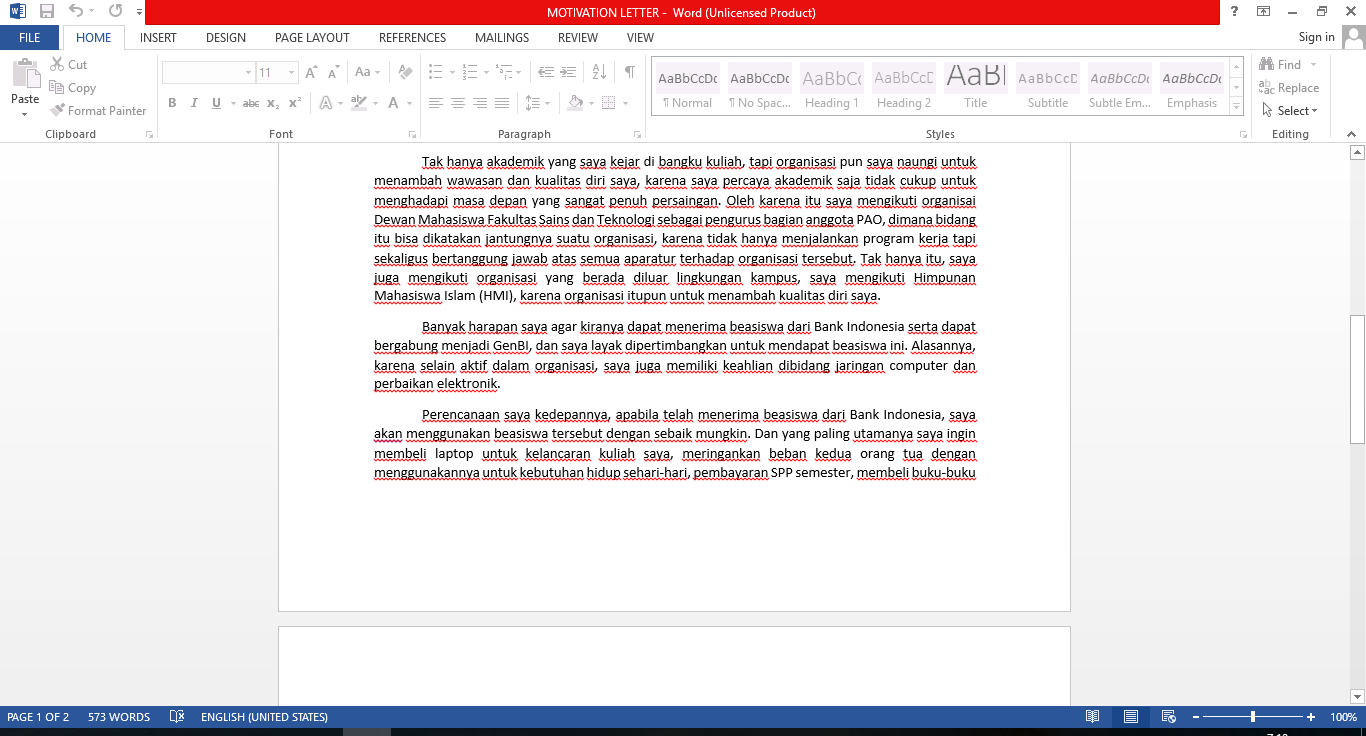 MOTIVATION LETTER - Word (Unlicensed Product)
FILE HOME INSERT DESIGN PAGE LAYOUT REFERENCES MAILINGS REVIEW VIEW Sign in
Cut
Copy
Format Painter
Paste
11
Aa
B I U abc x₂ x² A ab A
AaBbCcDc AaBbCcDc AaBbCc AaBbCcD AaBl AaBbCcD AaBbCcDc AaBbCcDc
¶ Normal ¶ No Spac... Heading 1 Heading 2 Title Subtitle Subtle Em... Emphasis
Find
Replace
Select
Clipboard Font Paragraph Styles Editing
Tak hanya akademik yang saya kejar di bangku kuliah, tapi organisasi pun saya naungi untuk
menambah wawasan dan kualitas diri saya, karena saya percaya akademik saja tidak cukup untuk
menghadapi masa depan yang sangat penuh persaingan. Oleh karena itu saya mengikuti organisai
Dewan Mahasiswa Fakultas Sains dan Teknologi sebagai pengurus bagian anggota PAO, dimana bidang
itu bisa dikatakan jantungnya suatu organisasi, karena tidak hanya menjalankan program kerja tapi
sekaligus bertanggung jawab atas semua aparatur terhadap organisasi tersebut. Tak hanya itu, saya
juga mengikuti organisasi yang berada diluar lingkungan kampus, saya mengikuti Himpunan
Mahasiswa Islam (HMI), karena organisasi itupun untuk menambah kualitas diri saya.
Banyak harapan saya agar kiranya dapat menerima beasiswa dari Bank Indonesia serta dapat
bergabung menjadi GenBI, dan saya layak dipertimbangkan untuk mendapat beasiswa ini. Alasannya,
karena selain aktif dalam organisasi, saya juga memiliki keahlian dibidang jaringan computer dan
perbaikan elektronik.
Perencanaan saya kedepannya, apabila telah menerima beasiswa dari Bank Indonesia, saya
akan menggunakan beasiswa tersebut dengan sebaik mungkin. Dan yang paling utamanya saya ingin
membeli laptop untuk kelancaran kuliah saya, meringankan beban kedua orang tua dengan
menggunakannya untuk kebutuhan hidup sehari-hari, pembayaran SPP semester, membeli buku-buku
PAGE 1 OF 2 573 WORDS ENGLISH (UNITED STATES) 100%